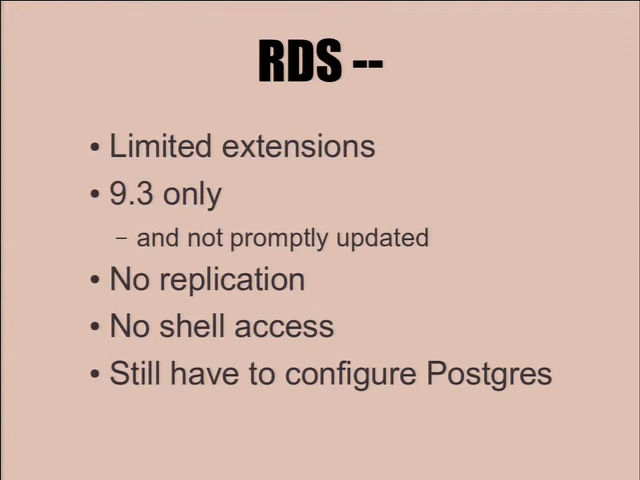 RDS --
• Limited extensions
• 9.3 only
– and not promptly updated
• No replication
• No shell access
• Still have to configure Postgres